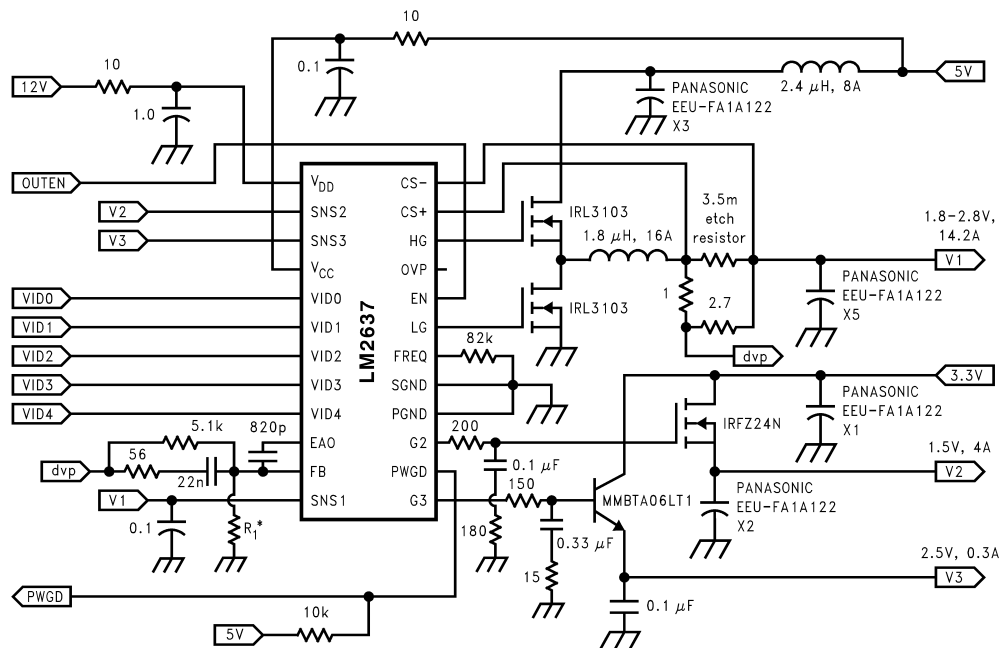 10
10
0.1
12V
1.0
2.4 μH, 8A
5V
PANASONIC
EEU-FA1A122
X3
OUTEN
V2
V3
VID0
VID1
VID2
VID3
VID4
LM2637
VDD
SNS2
SNS3
VCC
VID0
VID1
VID2
VID3
VID4
EAO
FB
SNS1
CS-
CS+
HG
OVP
EN
LG
FREQ
SGND
PGND
G2
PWGD
G3
IRL3103
1.8 μH, 16A
3.5m
etch
resistor
1.8-2.8V,
14.2A
V1
PANASONIC
EEU-FA1A122
X5
IRL3103
1
2.7
dvp
82k
3.3V
PANASONIC
EEU-FA1A122
X1
IRFZ24N
200
0.1 μF
1.5V, 4A
V2
PANASONIC
EEU-FA1A122
X2
150
MMBTA06LT1
180
0.33 μF
15
2.5V, 0.3A
V3
0.1 μF
5.1k
820p
dvp
56
22n
V1
0.1
R1*
PWGD
10k
5V